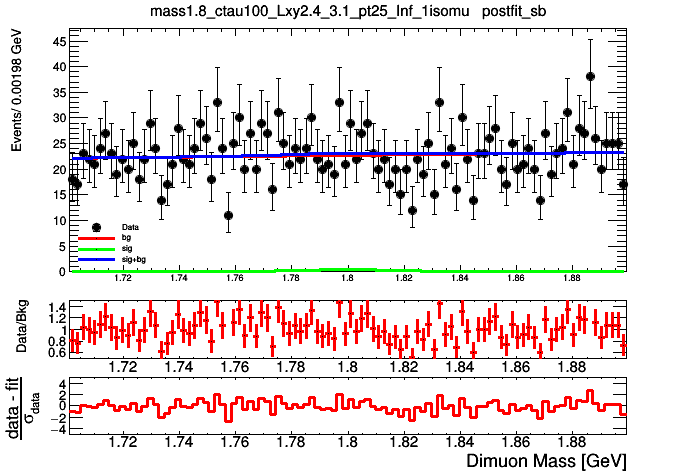 mass1.8_ctau100_Lxy2.4_3.1_pt25_Inf_1isomu postfit_sb
Events/ 0.00198 GeV
45
40
35
30
25
20
15
10
5
0
Data
bg
sig
sig+bg
1.72 1.74 1.76 1.78 1.8 1.82 1.84 1.86 1.88
Data/Bkg
1.4
1.2
1
0.8
0.6
1.72 1.74 1.76 1.78 1.8 1.82 1.84 1.86 1.88
data - fit
σdata
4
2
0
−2
−4
1.72 1.74 1.76 1.78 1.8 1.82 1.84 1.86 1.88
Dimuon Mass [GeV]